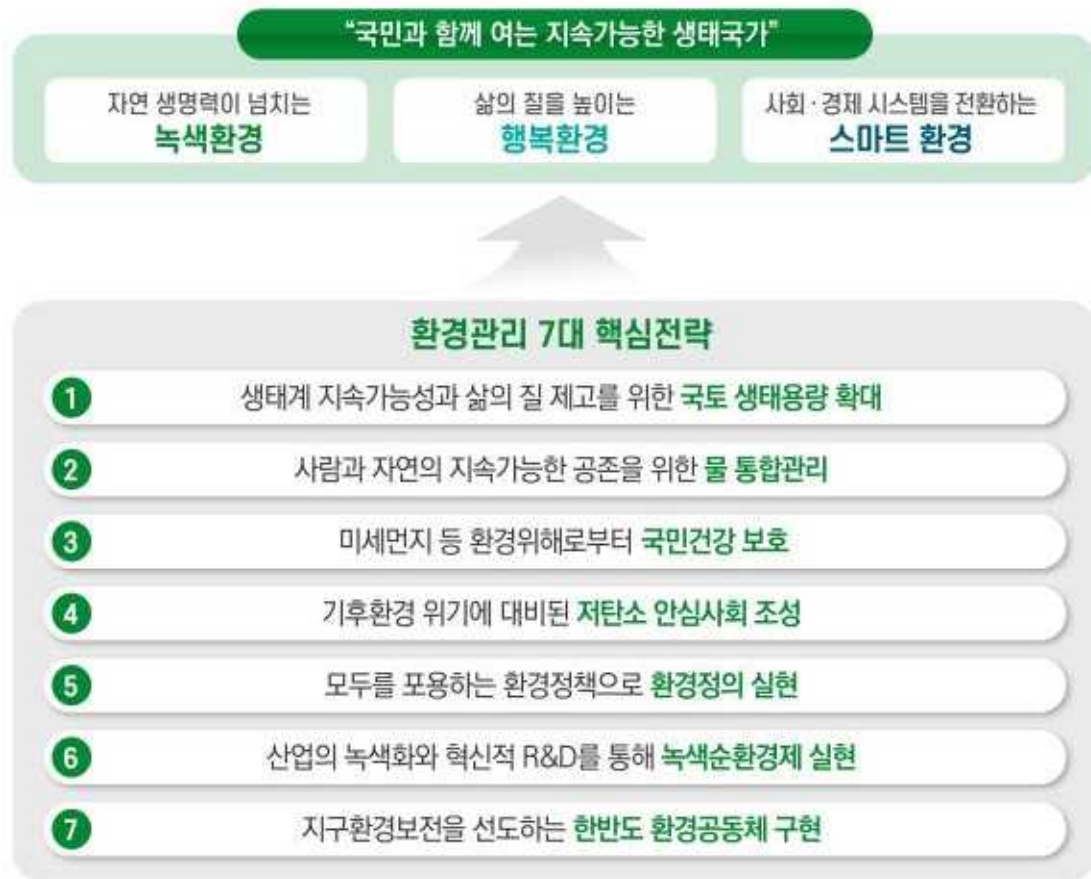 “국민과 함께 여는 지속가능한 생태국가”
자연 생명력이 넘치는
녹색환경
삶의 질을 높이는
행복환경
사회·경제 시스템을 전환하는
스마트 환경
환경관리 7대 핵심전략
1 생태계 지속가능성과 삶의 질 제고를 위한 국토 생태용량 확대
2 사람과 자연의 지속가능한 공존을 위한 물 통합관리
3 미세먼지 등 환경위해로부터 국민건강 보호
4 기후환경 위기에 대비된 저탄소 안심사회 조성
5 모두를 포용하는 환경정책으로 환경정의 실현
6 산업의 녹색화와 혁신적 R&D를 통해 녹색순환경제 실현
7 지구환경보전을 선도하는 한반도 환경공동체 구현